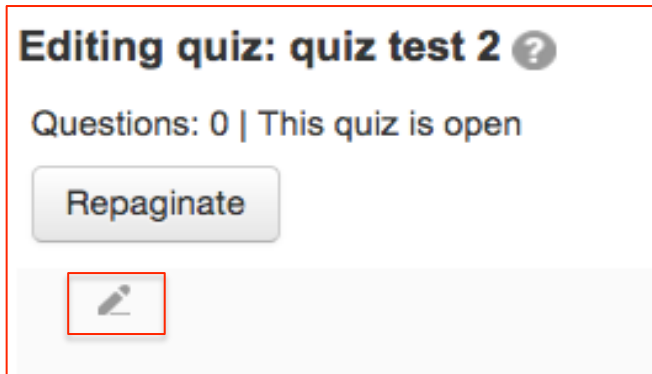 Editing quiz: quiz test 2 ?
Questions: 0 | This quiz is open
Repaginate